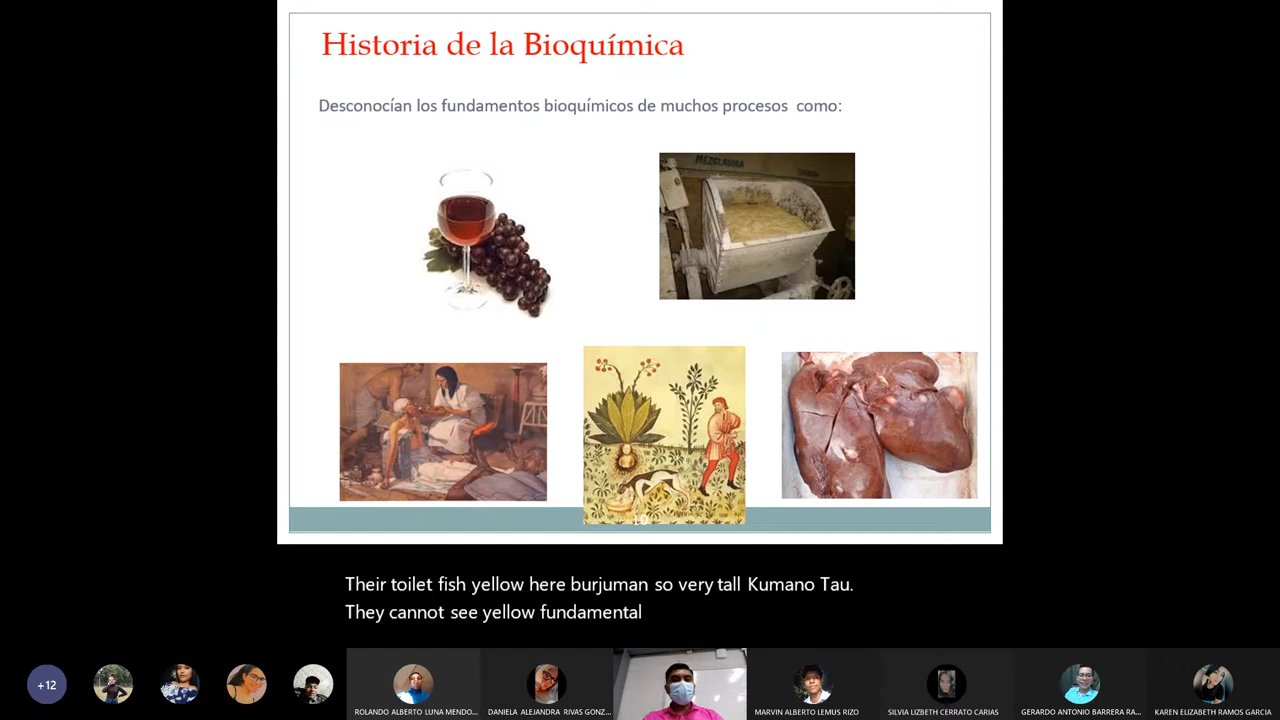 Historia de la Bioquímica
Desconocían los fundamentos bioquímicos de muchos procesos como:
MEZCLADORA
Their toilet fish yellow here burjuman so very tall Kumano Tau.
They cannot see yellow fundamental
+12
ROLANDO ALBERTO LUNA MENDO...
DANIELA ALEJANDRA RIVAS GONZ...
MARVIN ALBERTO LEMUS RIZO
SILVIA LIZBETH CERRATO CARIAS
GERARDO ANTONIO BARRERA RA...
KAREN ELIZABETH RAMOS GARCIA